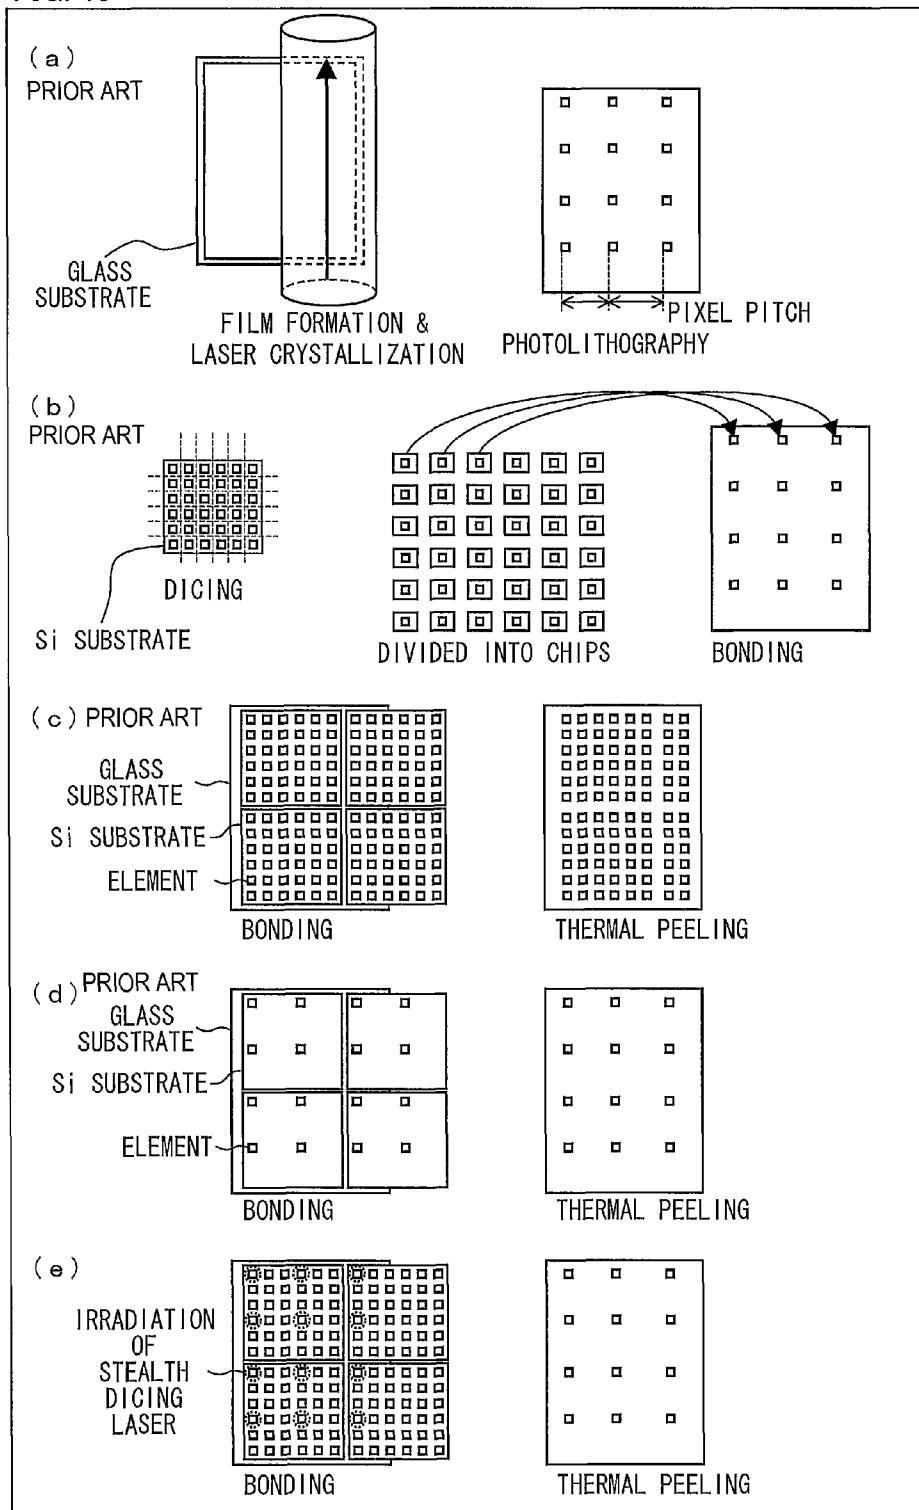 (a)
PRIOR ART
GLASS
SUBSTRATE
FILM FORMATION &
LASER CRYSTALLIZATION
PIXEL PITCH
PHOTOLITHOGRAPHY
(b)
PRIOR ART
DICING
Si SUBSTRATE
DIVIDED INTO CHIPS
BONDING
(c) PRIOR ART
GLASS
SUBSTRATE
Si SUBSTRATE
ELEMENT
BONDING
THERMAL PEELING
PRIOR ART
(d)
GLASS
SUBSTRATE
Si SUBSTRATE
ELEMENT
BONDING
THERMAL PEELING
(e)
IRRADIATION
OF
STEALTH
DICING
LASER
BONDING
THERMAL PEELING